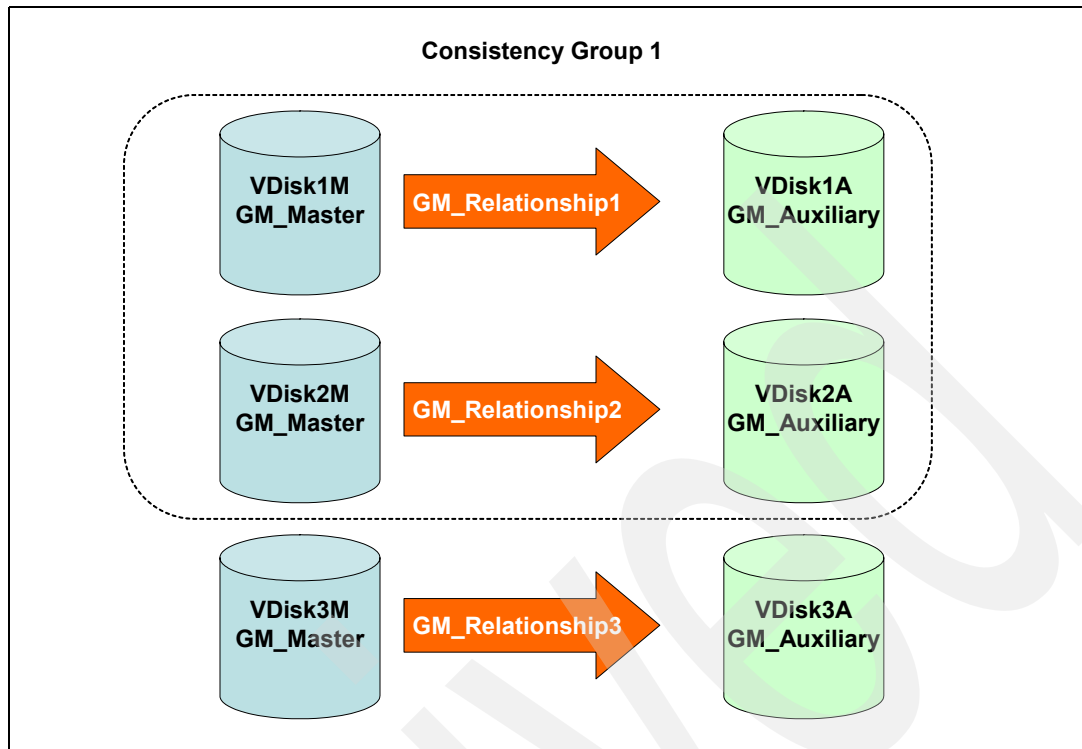 Consistency Group 1
VDisk1M
GM_Master
GM_Relationship1
VDisk1A
GM_Auxiliary
VDisk2M
GM_Master
GM_Relationship2
VDisk2A
GM_Auxiliary
VDisk3M
GM_Master
GM_Relationship3
VDisk3A
GM_Auxiliary